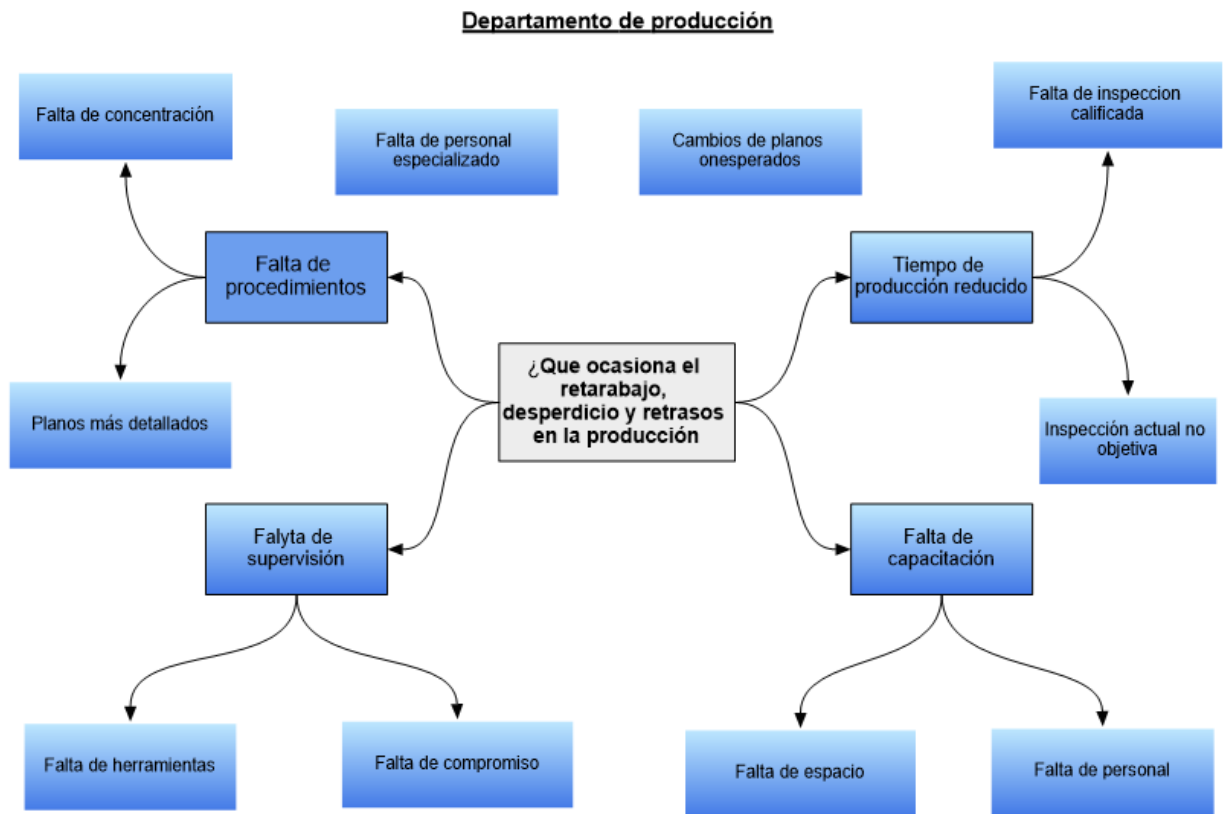 Departamento de producción
Falta de concentración
Falta de personal
especializado
Cambios de planos
onesperados
Falta de inspeccion
calificada
Falta de
procedimientos
Tiempo de
producción reducido
¿Que ocasiona el
retarabajo,
desperdicio y retrasos
en la producción
Planos más detallados
Inspección actual no
objetiva
Falyta de
supervisión
Falta de
capacitación
Falta de herramientas
Falta de compromiso
Falta de espacio
Falta de personal